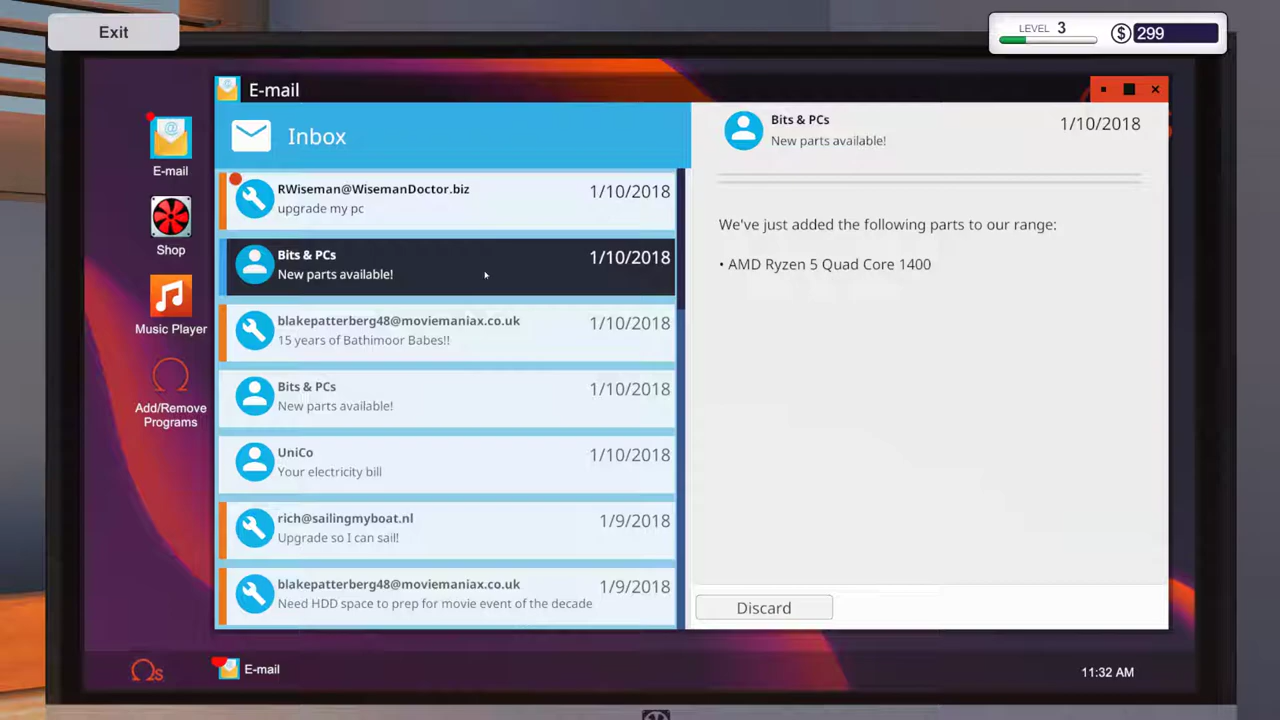 Exit
LEVEL 3
$ 299
E-mail
Inbox
RWiseman@WisemanDoctor.biz
1/10/2018
upgrade my pc
Bits & PCs
1/10/2018
New parts available!
blakepatterberg48@moviemaniax.co.uk
1/10/2018
15 years of Bathimoor Babes!!
Bits & PCs
1/10/2018
New parts available!
UniCo
1/10/2018
Your electricity bill
rich@sailingmyboat.nl
1/9/2018
Upgrade so I can sail!
blakepatterberg48@moviemaniax.co.uk
1/9/2018
Need HDD space to prep for movie event of the decade
Bits & PCs
1/10/2018
New parts available!
We've just added the following parts to our range:
• AMD Ryzen 5 Quad Core 1400
Discard
E-mail
Shop
Music Player
Add/Remove
Programs
Ωs
E-mail
11:32 AM